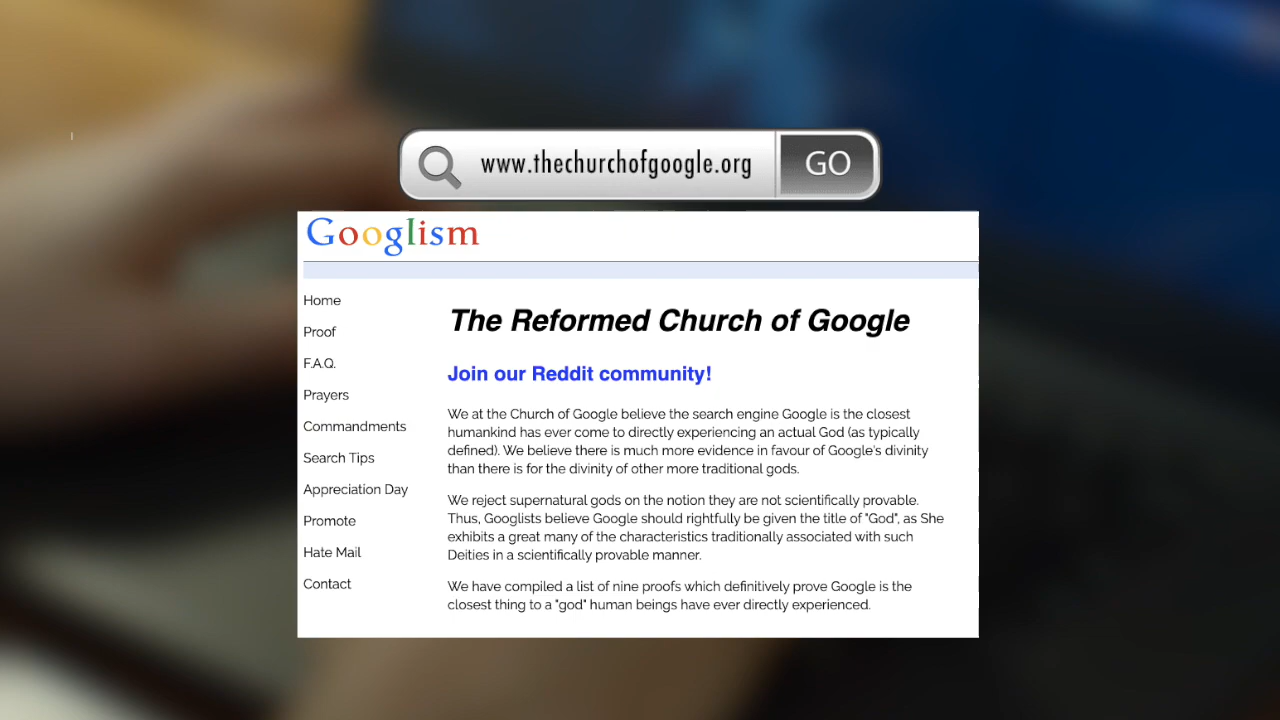 www.thechurchofgoogle.org GO
Googlism
Home
Proof
F.A.Q.
Prayers
Commandments
Search Tips
Appreciation Day
Promote
Hate Mail
Contact
The Reformed Church of Google
Join our Reddit community!
We at the Church of Google believe the search engine Google is the closest
humankind has ever come to directly experiencing an actual God (as typically
defined). We believe there is much more evidence in favour of Google's divinity
than there is for the divinity of other more traditional gods.
We reject supernatural gods on the notion they are not scientifically provable.
Thus, Googlists believe Google should rightfully be given the title of "God", as She
exhibits a great many of the characteristics traditionally associated with such
Deities in a scientifically provable manner.
We have compiled a list of nine proofs which definitively prove Google is the
closest thing to a "god" human beings have ever directly experienced.